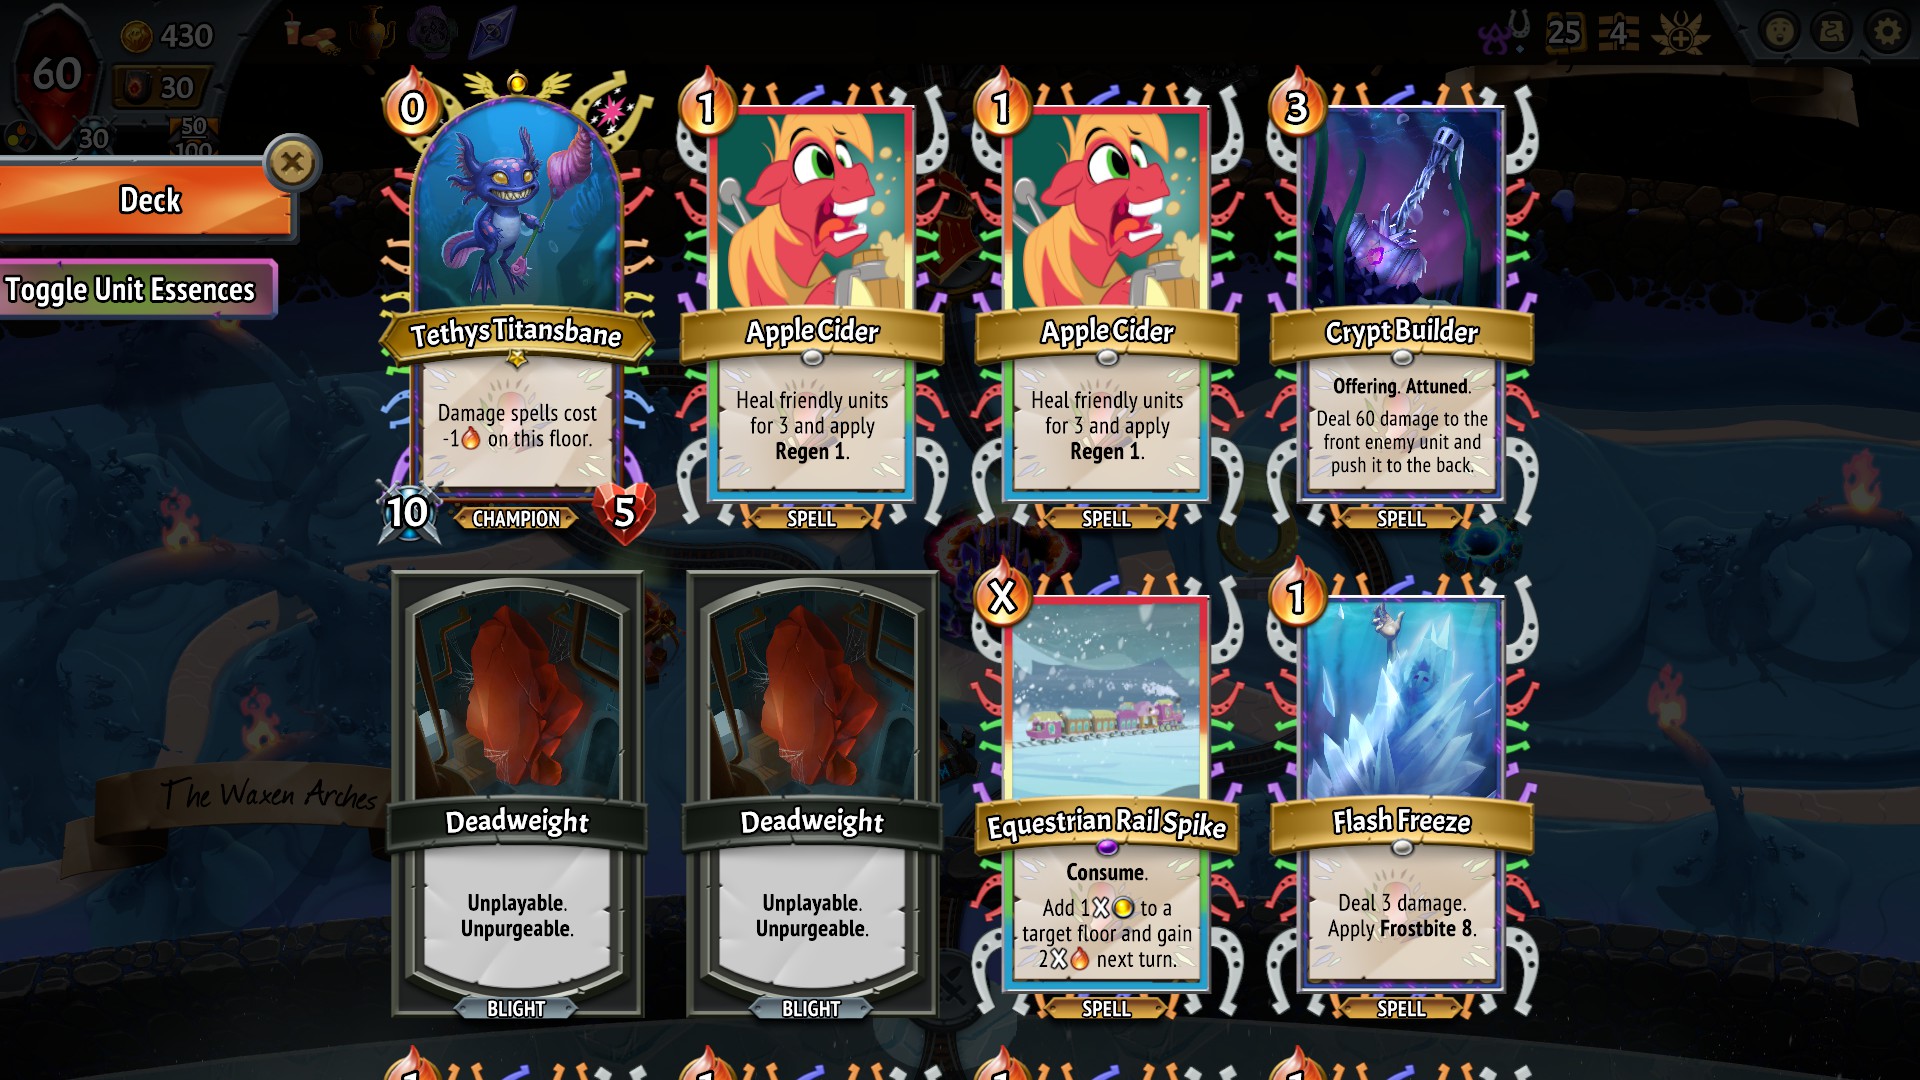 60
430
30
30
50
100
25
4
Deck
Toggle Unit Essences
0
Tethys Titansbane
Damage spells cost
-1 on this floor.
10
CHAMPION
5
1
Apple Cider
Heal friendly units
for 3 and apply
Regen 1.
SPELL
1
Apple Cider
Heal friendly units
for 3 and apply
Regen 1.
SPELL
3
Crypt Builder
Offering. Attuned.
Deal 60 damage to the
front enemy unit and
push it to the back.
SPELL
The Waxen Arches
Deadweight
Unplayable.
Unpurgeable.
BLIGHT
Deadweight
Unplayable.
Unpurgeable.
BLIGHT
X
Equestrian Rail Spike
Consume.
Add 1X to a
target floor and gain
2X next turn.
SPELL
1
Flash Freeze
Deal 3 damage.
Apply Frostbite 8.
SPELL
1
1
1
1